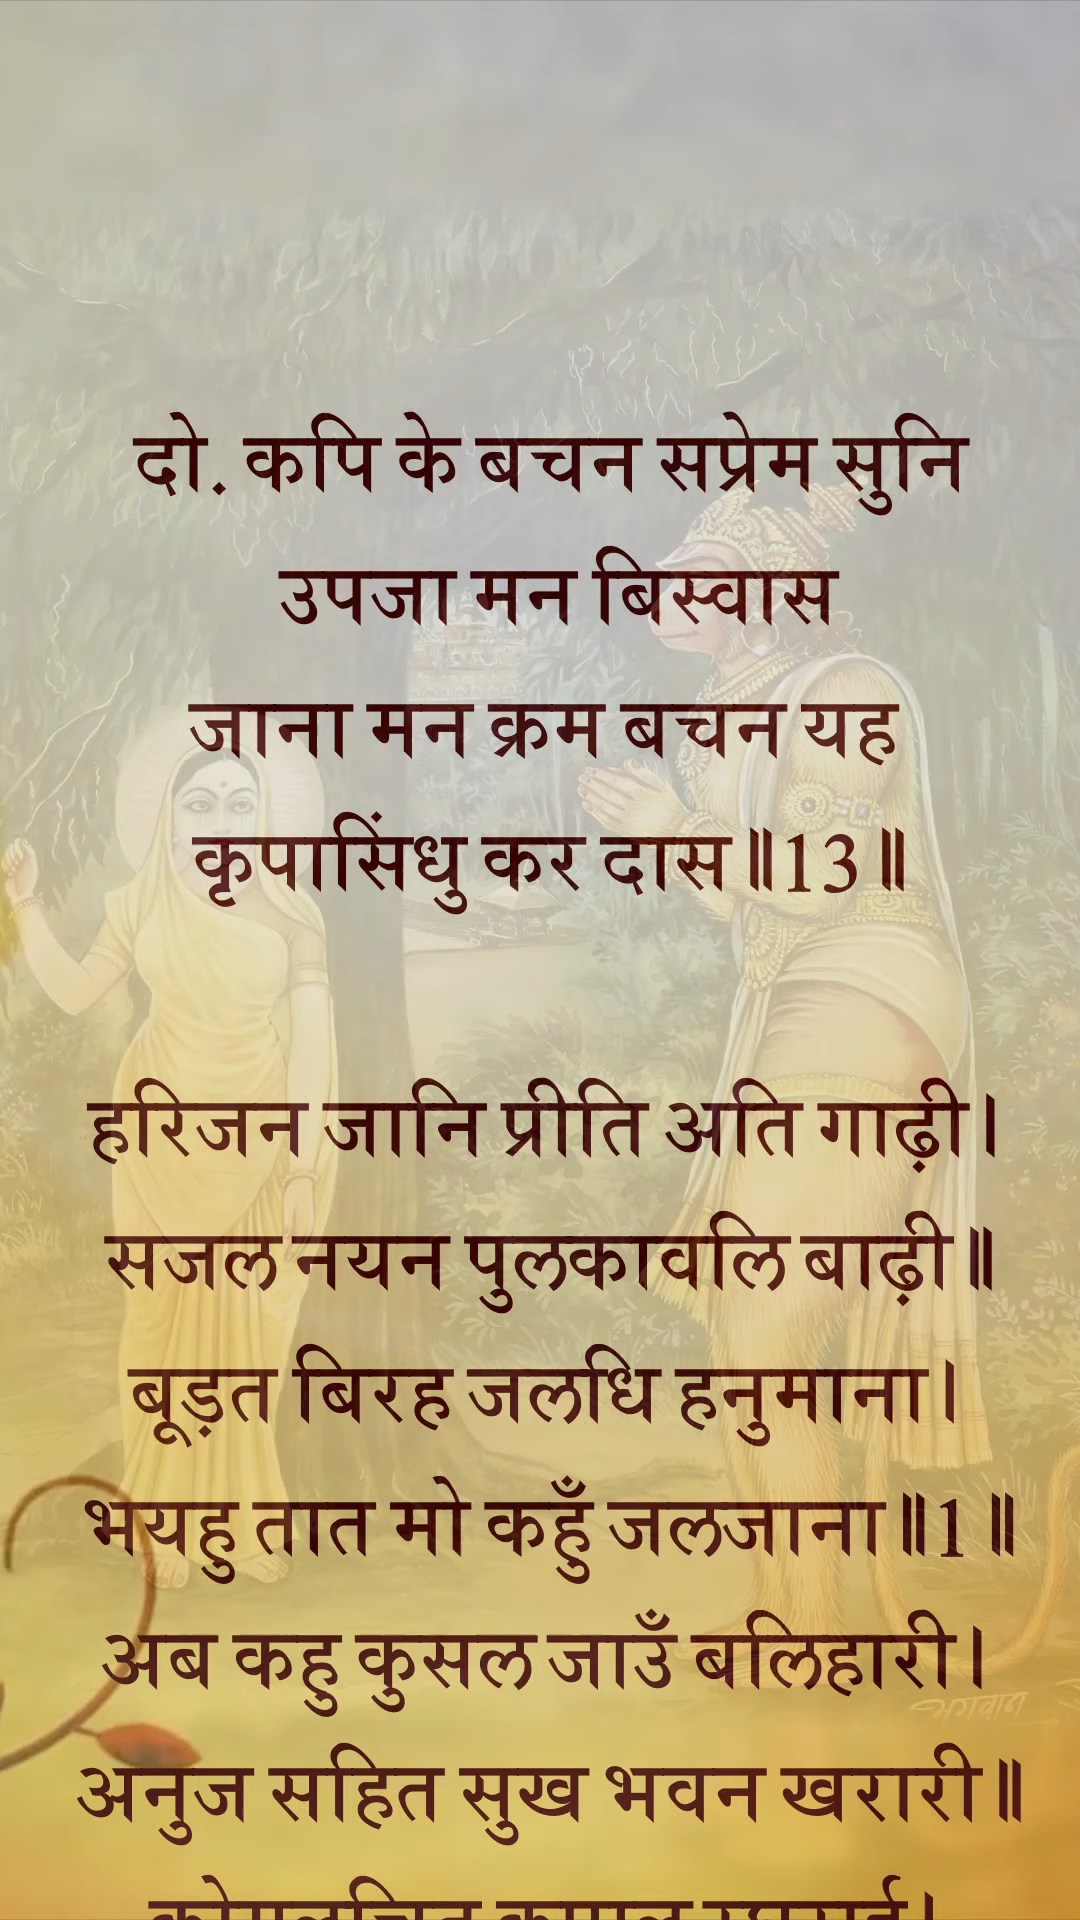 दो. कपि के बचन सप्रेम सुनि
उपजा मन बिस्वास
जाना मन क्रम बचन यह
कृपासिंधु कर दास॥13॥
हरिजन जानि प्रीति अति गाढ़ी।
सजल नयन पुलकावलि बाढ़ी॥
बूड़त बिरह जलधि हनुमाना।
भयहु तात मो कहुँ जलजाना॥1॥
अब कहु कुसल जाउँ बलिहारी।
अनुज सहित सुख भवन खरारी॥
भगवान